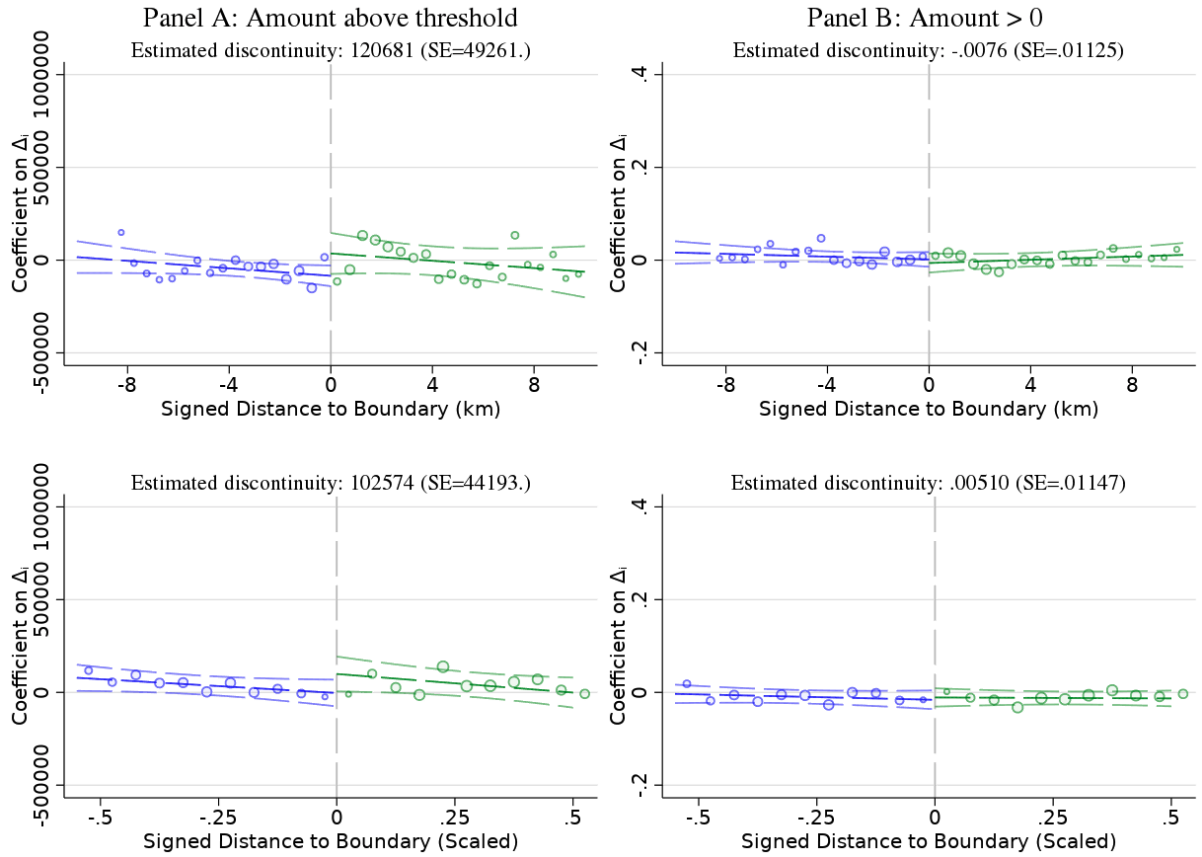 Panel A: Amount above threshold
Estimated discontinuity: 120681 (SE=49261.)
Coefficient on Δᵢ
1000000
500000
0
-500000
-8 -4 0 4 8
Signed Distance to Boundary (km)
Panel B: Amount > 0
Estimated discontinuity: -.0076 (SE=.01125)
Coefficient on Δᵢ
.4
.2
0
-.2
-8 -4 0 4 8
Signed Distance to Boundary (km)
Estimated discontinuity: 102574 (SE=44193.)
Coefficient on Δᵢ
1000000
500000
0
-500000
-.5 -.25 0 .25 .5
Signed Distance to Boundary (Scaled)
Estimated discontinuity: .00510 (SE=.01147)
Coefficient on Δᵢ
.4
.2
0
-.2
-.5 -.25 0 .25 .5
Signed Distance to Boundary (Scaled)